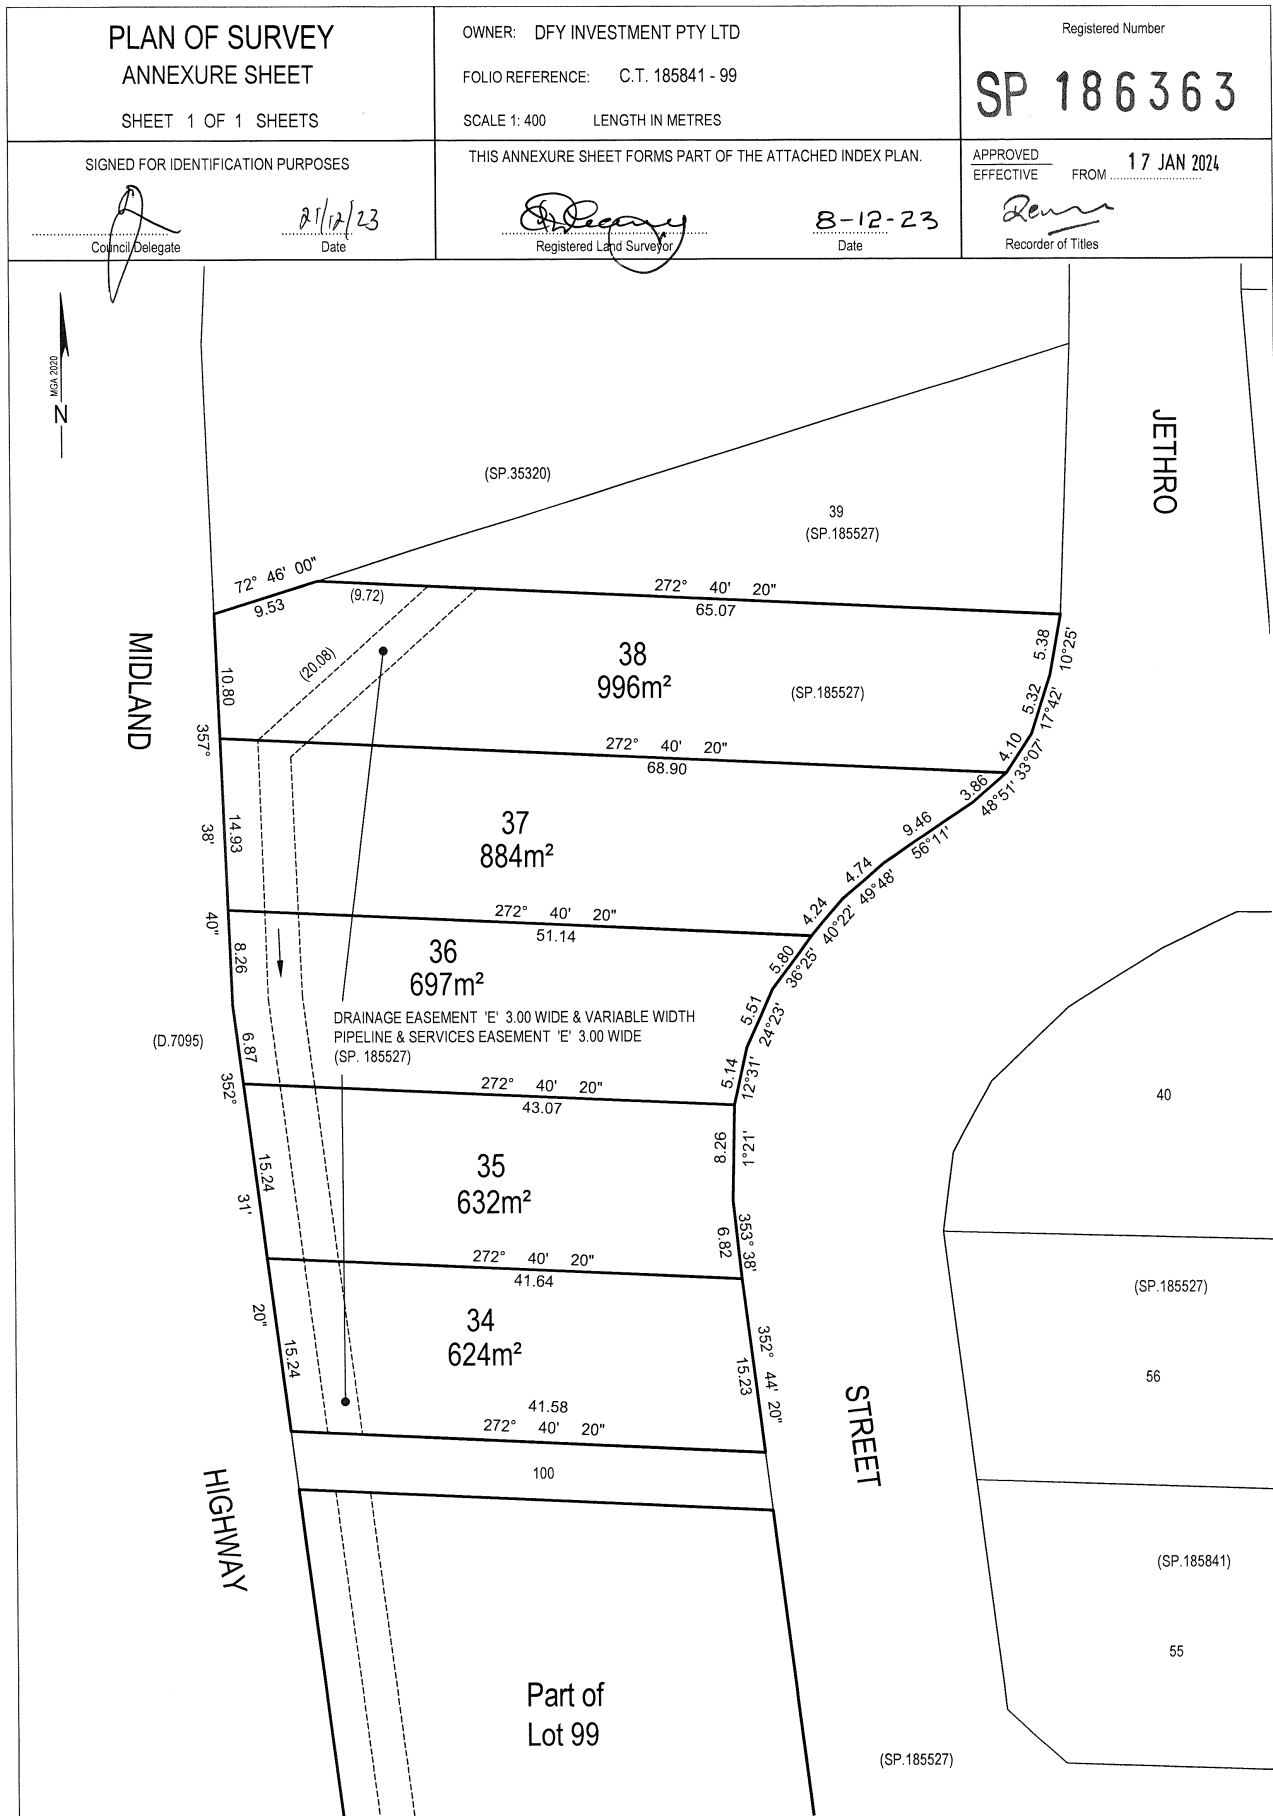 PLAN OF SURVEY
ANNEXURE SHEET
SHEET 1 OF 1 SHEETS
OWNER: DFY INVESTMENT PTY LTD
FOLIO REFERENCE: C.T. 185841 - 99
SCALE 1: 400 LENGTH IN METRES
Registered Number
SP 186363
SIGNED FOR IDENTIFICATION PURPOSES
21/12/23
Council Delegate Date
THIS ANNEXURE SHEET FORMS PART OF THE ATTACHED INDEX PLAN.
8-12-23
Registered Land Surveyor Date
APPROVED
EFFECTIVE FROM 17 JAN 2024
Recorder of Titles
MGA 2020
N
JETHRO
(SP.35320)
39
(SP.185527)
72° 46' 00"
9.53
(9.72)
272° 40' 20"
65.07
MIDLAND
10.80
(20.08)
38
996m²
(SP.185527)
5.38
10°25'
5.32
17°42'
4.10
33°07'
357°
272° 40' 20"
68.90
3.86
48°51'
38'
14.93
37
884m²
9.46
56°11'
4.74
49°48'
4.24
40°22'
40"
272° 40' 20"
51.14
8.26
36
697m²
5.80
36°25'
5.51
24°23'
DRAINAGE EASEMENT 'E' 3.00 WIDE & VARIABLE WIDTH
PIPELINE & SERVICES EASEMENT 'E' 3.00 WIDE
(SP. 185527)
(D.7095)
6.87
5.14
12°31'
352°
272° 40' 20"
43.07
40
8.26
1°21'
15.24
35
632m²
31'
6.82
353° 38'
272° 40' 20"
41.64
(SP.185527)
20"
34
624m²
15.24
15.23
352° 44' 20"
56
41.58
272° 40' 20"
STREET
100
HIGHWAY
(SP.185841)
55
Part of
Lot 99
(SP.185527)